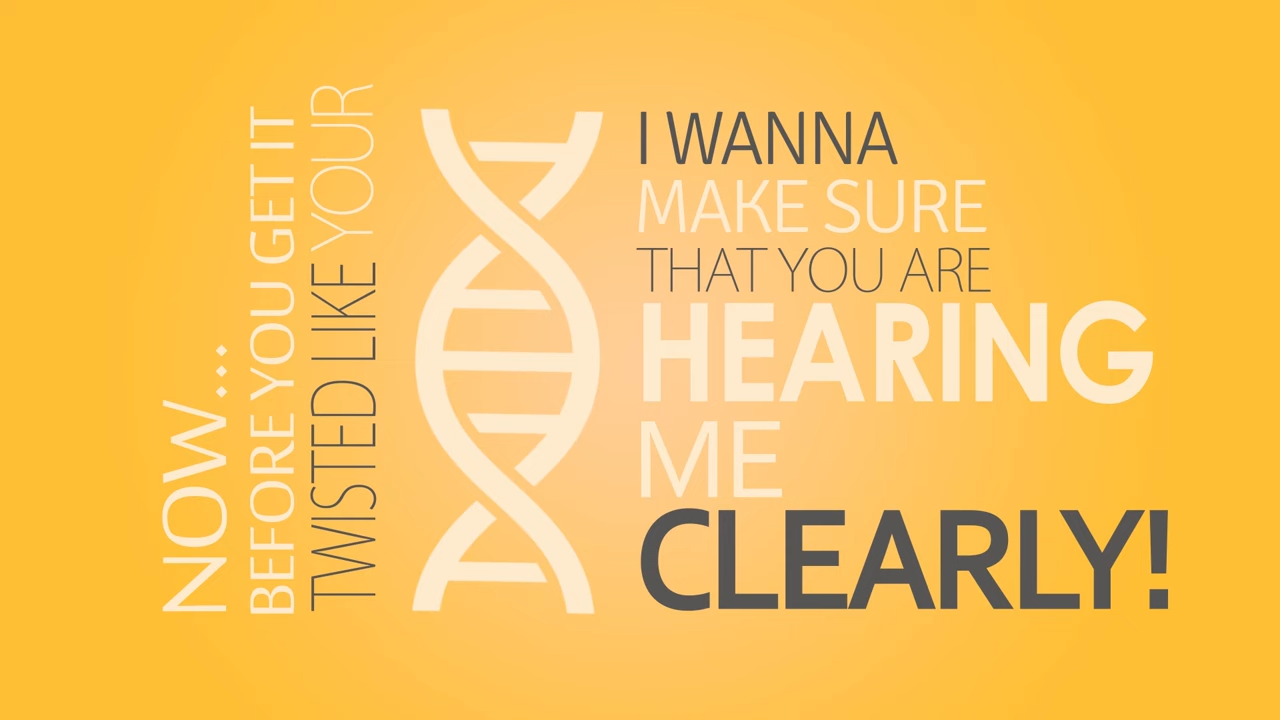 NOW...
BEFORE YOU GET IT
TWISTED LIKE YOUR
I WANNA
MAKE SURE
THAT YOU ARE
HEARING
ME
CLEARLY!